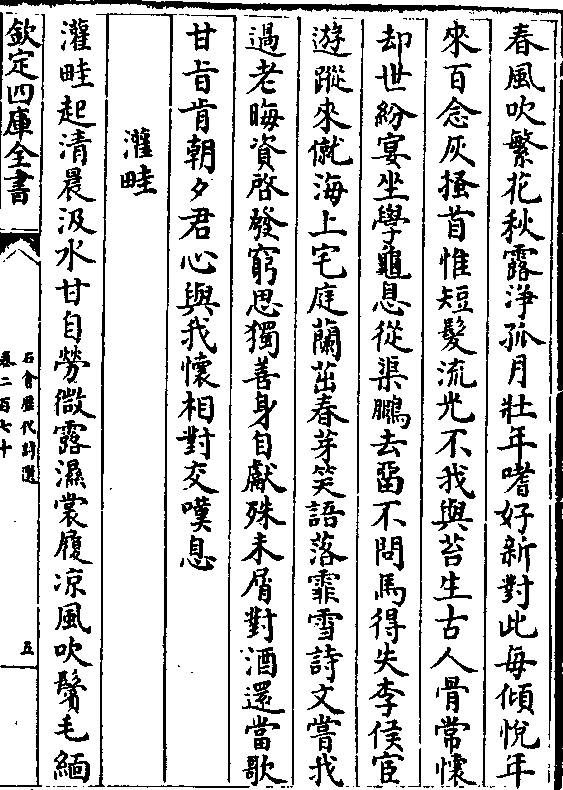 春風吹繁花秋露淨孤月壯年嗜好新對此每傾悅年
來百念灰搔首惟短髮流光不我與苔生古人骨常懷
却世紛宴坐學龜息從渠鵬去畱不問馬得失李侯宦
遊蹤來僦海上宅庭蘭茁春芽笑語落霏雪詩文嘗我
過老晦資啓發窮思獨善身自獻殊未屑對酒還當歌
甘旨肯朝夕君心與我懷相對交嘆息
灌畦
灌畦起清晨汲水甘自勞微露濕裳履凉風吹鬢毛緬
欽定四庫全書
石倉歷代詩選
卷二百七十
五